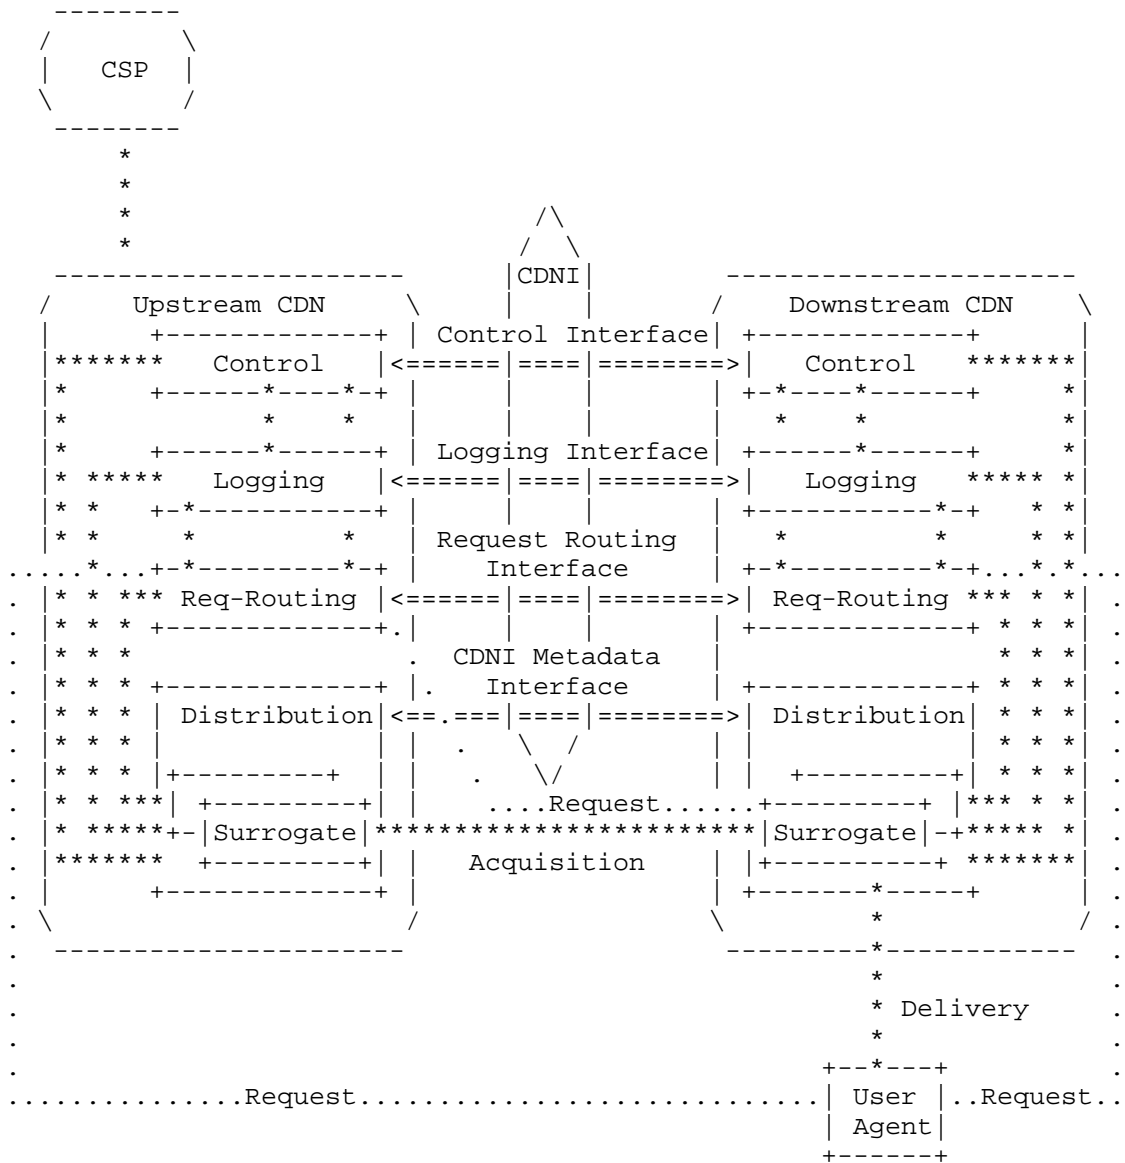 CSP
CDNI
Upstream CDN Downstream CDN
Control Interface
Control Control
Logging Interface
Logging Logging
Request Routing
Interface
Req-Routing Req-Routing
CDNI Metadata
Interface
Distribution Distribution
Request
Surrogate Surrogate
Acquisition
Delivery
Request User Request
Agent